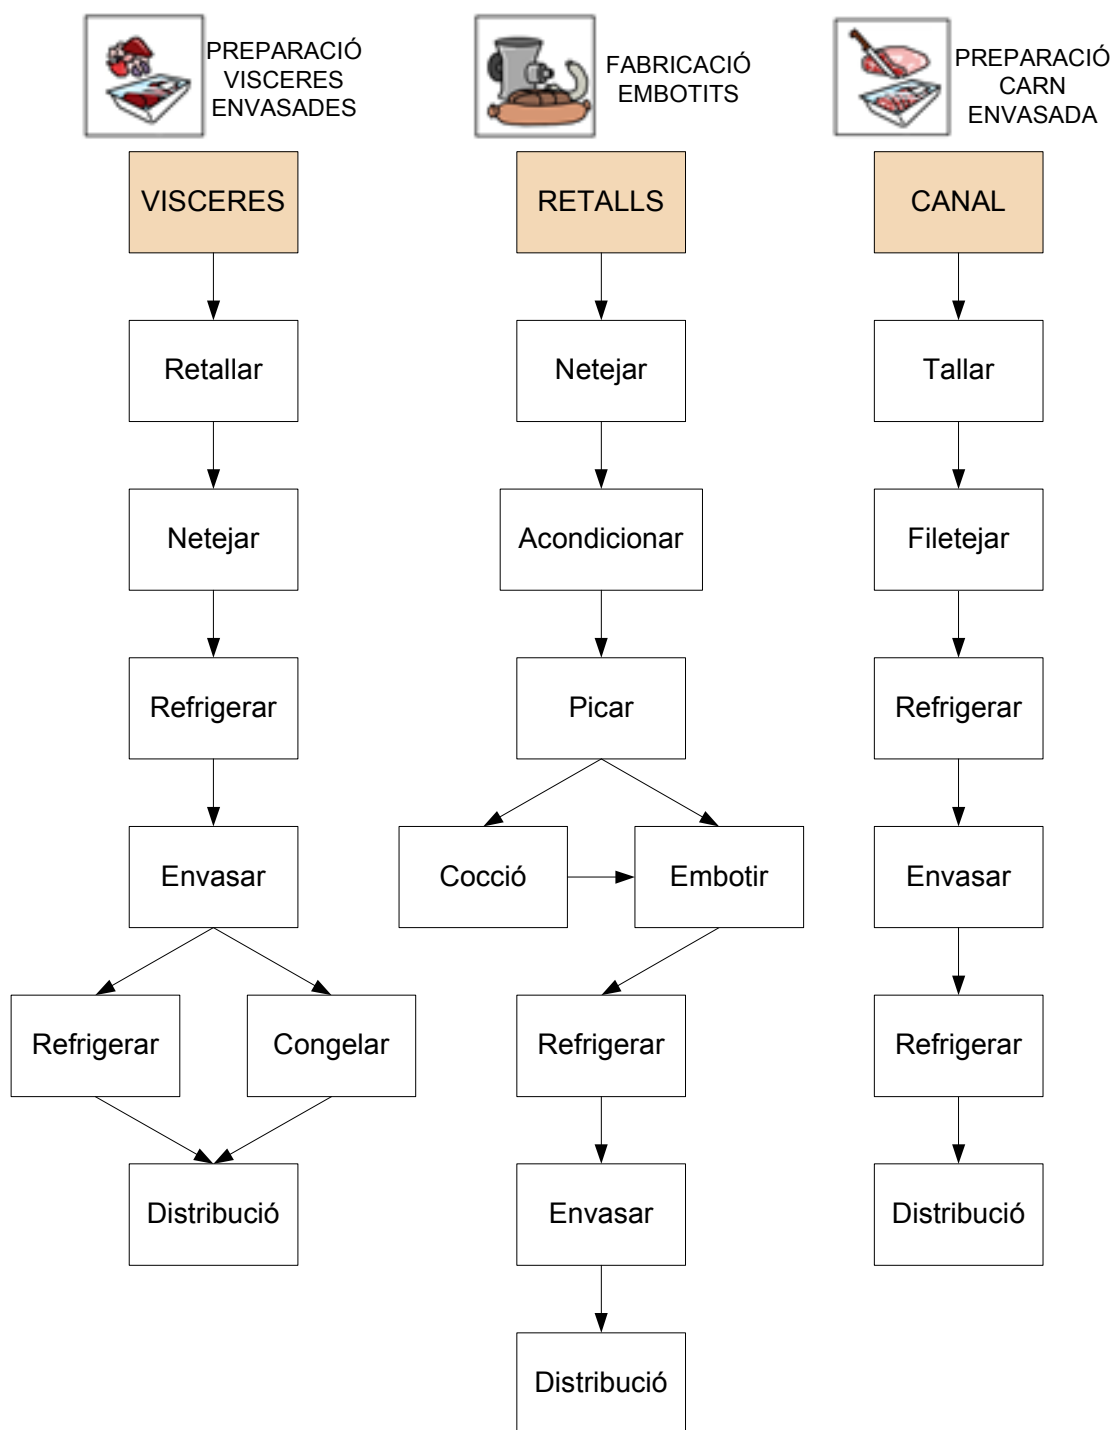 PREPARACIÓ
VISCERES
ENVASADES
VISCERES
Retallar
Netejar
Refrigerar
Envasar
Refrigerar
Congelar
Distribució
FABRICACIÓ
EMBOTITS
RETALLS
Netejar
Acondicionar
Picar
Cocció
Embotir
Refrigerar
Envasar
Distribució
PREPARACIÓ
CARN
ENVASADA
CANAL
Tallar
Filetejar
Refrigerar
Envasar
Refrigerar
Distribució